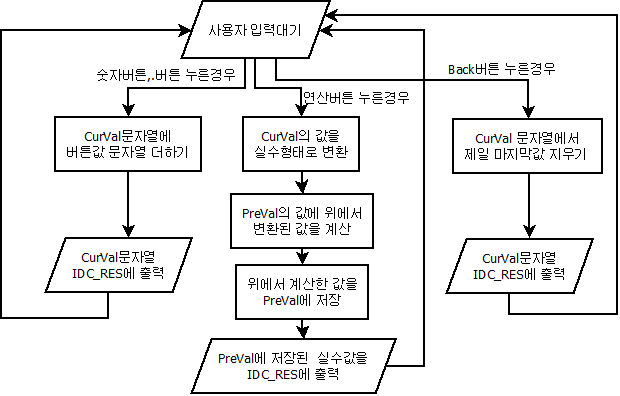 사용자 입력대기
숫자버튼,.버튼 누른경우
연산버튼 누른경우
Back버튼 누른경우
CurVal문자열에
버튼값 문자열 더하기
CurVal문자열
IDC_RES에 출력
CurVal의 값을
실수형태로 변환
PreVal의 값에 위에서
변환된 값을 계산
위에서 계산한 값을
PreVal에 저장
PreVal에 저장된 실수값을
IDC_RES에 출력
CurVal 문자열에서
제일 마지막값 지우기
CurVal문자열
IDC_RES에 출력